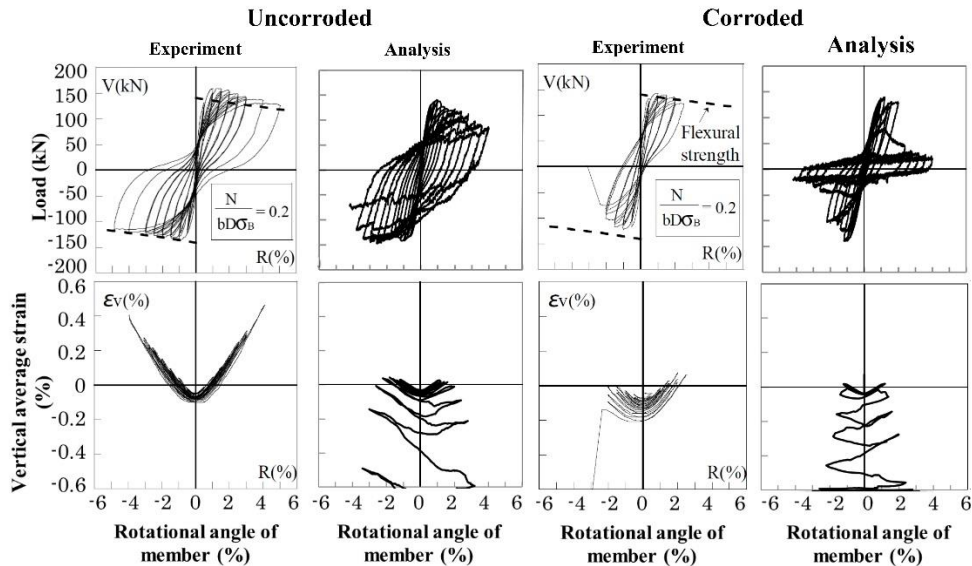 Uncorroded
Corroded
Experiment
Analysis
Experiment
Analysis
Load (kN)
200
150
100
50
0
-50
-100
-150
-200
V(kN)
N
bDσB
= 0.2
R(%)
V(kN)
Flexural
strength
N
bDσB
= 0.2
R(%)
Vertical average strain
(%)
0.6
0.4
0.2
0
-0.2
-0.4
-0.6
εv(%)
R(%)
εv(%)
R(%)
-6 -4 -2 0 2 4 6
-6 -4 -2 0 2 4 6
-6 -4 -2 0 2 4 6
-6 -4 -2 0 2 4 6
Rotational angle of
member (%)
Rotational angle of
member (%)
Rotational angle of
member (%)
Rotational angle of
member (%)